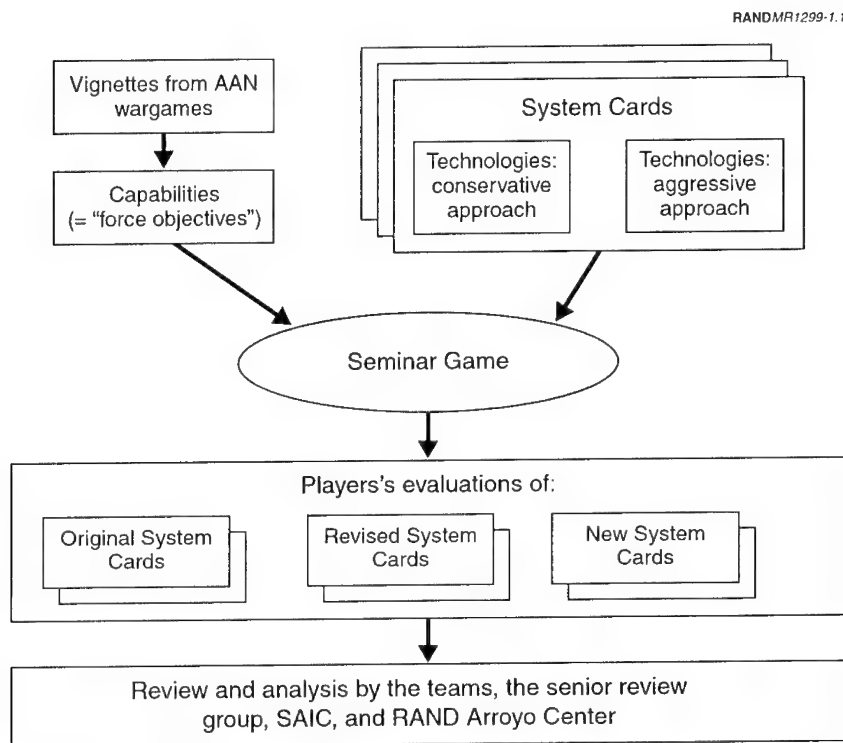 RANDMR1299-1.1
Vignettes from AAN
wargames
Capabilities
(= "force objectives")
System Cards
Technologies:
conservative
approach
Technologies:
aggressive
approach
Seminar Game
Players's evaluations of:
Original System
Cards
Revised System
Cards
New System
Cards
Review and analysis by the teams, the senior review
group, SAIC, and RAND Arroyo Center